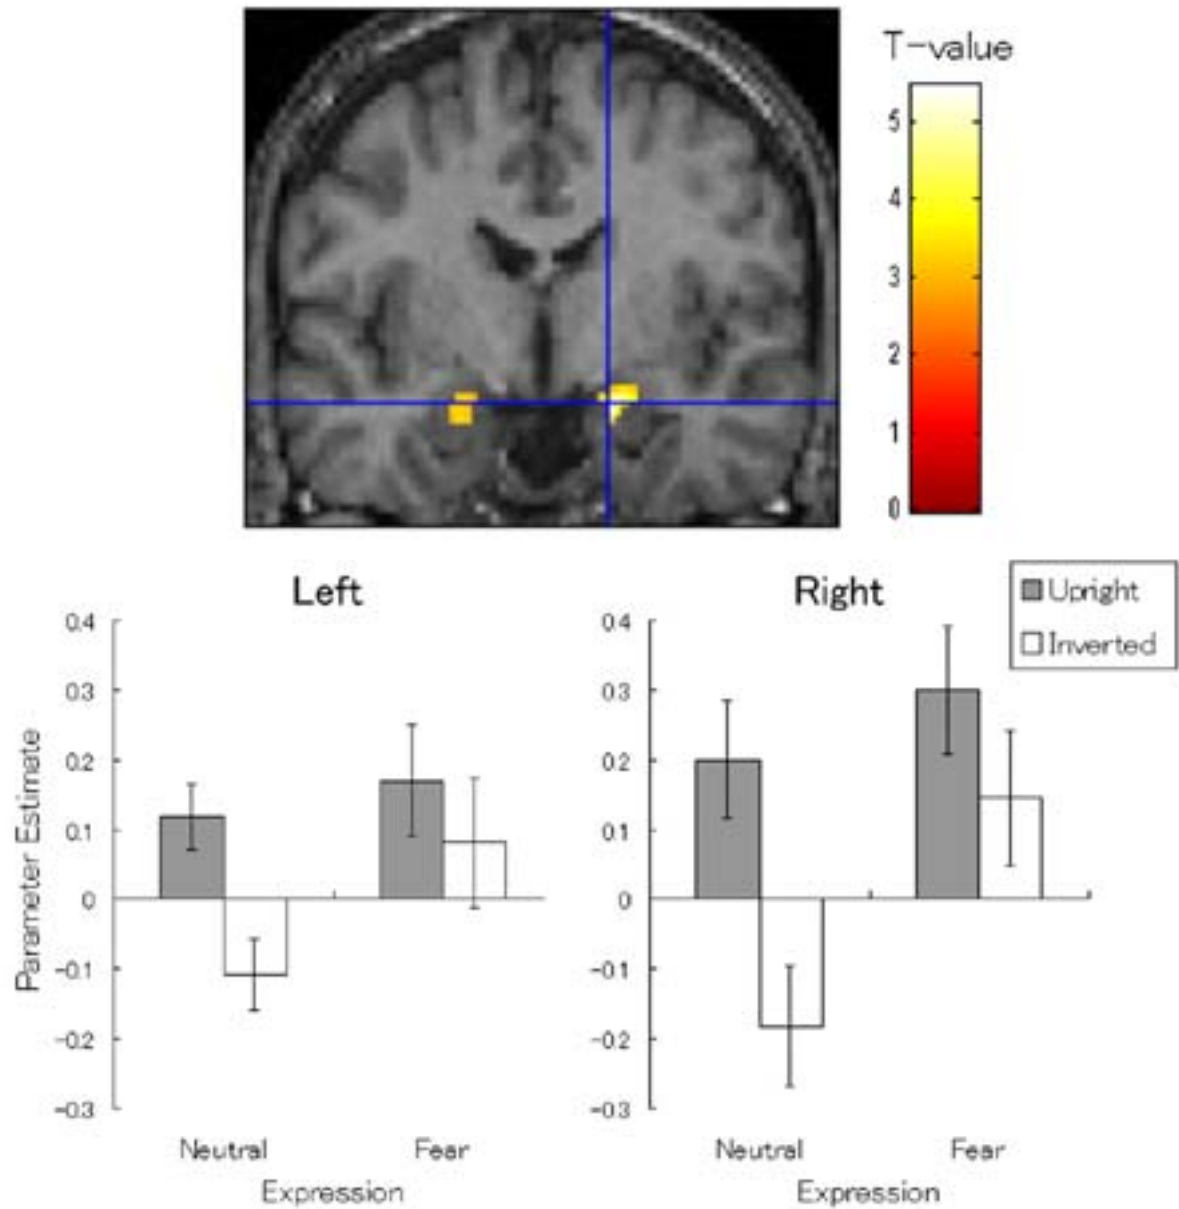 T-value
5
4
3
2
1
0
Left
Right
Upright
Inverted
Parameter Estimate
0.4
0.3
0.2
0.1
0
-0.1
-0.2
-0.3
Neutral Fear
Expression
0.4
0.3
0.2
0.1
0
-0.1
-0.2
-0.3
Neutral Fear
Expression